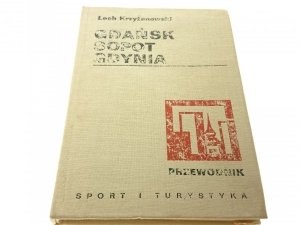 Lech Krzyżanowski
GDAŃSK
SOPOT
GDYNIA
PRZEWODNIK
SPORT I TURYSTYKA